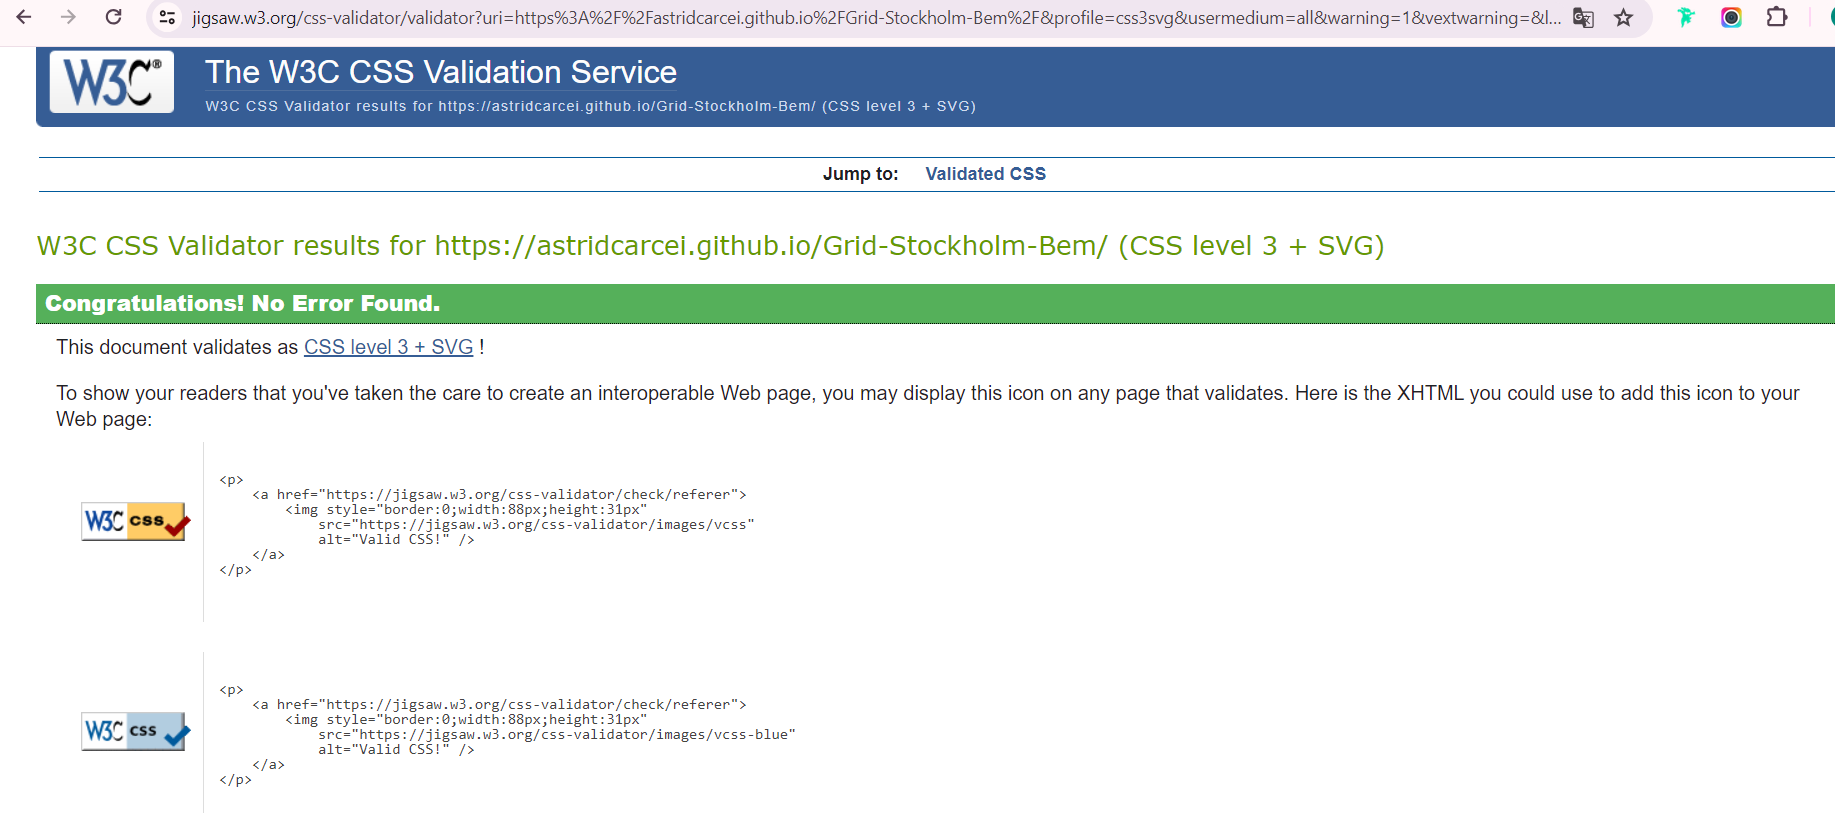 jigsaw.w3.org/css-validator/validator?uri=https%3A%2F%2Fastridcarcei.github.io%2FGrid-Stockholm-Bem%2F&profile=css3svg&usermedium=all&warning=1&vextwarning=&l...
W3C®
The W3C CSS Validation Service
W3C CSS Validator results for https://astridcarcei.github.io/Grid-Stockholm-Bem/ (CSS level 3 + SVG)
Jump to: Validated CSS
W3C CSS Validator results for https://astridcarcei.github.io/Grid-Stockholm-Bem/ (CSS level 3 + SVG)
Congratulations! No Error Found.
This document validates as CSS level 3 + SVG !
To show your readers that you've taken the care to create an interoperable Web page, you may display this icon on any page that validates. Here is the XHTML you could use to add this icon to your
Web page:
W3C css
<p>
    <a href="https://jigsaw.w3.org/css-validator/check/referer">
        <img style="border:0;width:88px;height:31px"
            src="https://jigsaw.w3.org/css-validator/images/vcss"
            alt="Valid CSS!" />
    </a>
</p>
W3C css
<p>
    <a href="https://jigsaw.w3.org/css-validator/check/referer">
        <img style="border:0;width:88px;height:31px"
            src="https://jigsaw.w3.org/css-validator/images/vcss-blue"
            alt="Valid CSS!" />
    </a>
</p>